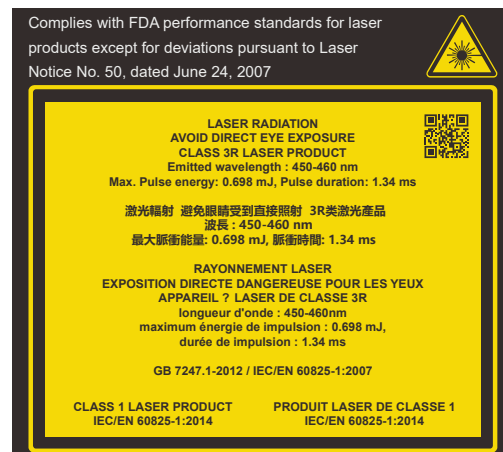 Complies with FDA performance standards for laser
products except for deviations pursuant to Laser
Notice No. 50, dated June 24, 2007
LASER RADIATION
AVOID DIRECT EYE EXPOSURE
CLASS 3R LASER PRODUCT
Emitted wavelength : 450-460 nm
Max. Pulse energy: 0.698 mJ, Pulse duration: 1.34 ms
激光輻射 避免眼睛受到直接照射 3R类激光產品
波長 : 450-460 nm
最大脈衝能量: 0.698 mJ, 脈衝時間: 1.34 ms
RAYONNEMENT LASER
EXPOSITION DIRECTE DANGEREUSE POUR LES YEUX
APPAREIL ? LASER DE CLASSE 3R
longueur d'onde : 450-460nm
maximum énergie de impulsion : 0.698 mJ,
durée de impulsion : 1.34 ms
GB 7247.1-2012 / IEC/EN 60825-1:2007
CLASS 1 LASER PRODUCT PRODUIT LASER DE CLASSE 1
IEC/EN 60825-1:2014 IEC/EN 60825-1:2014